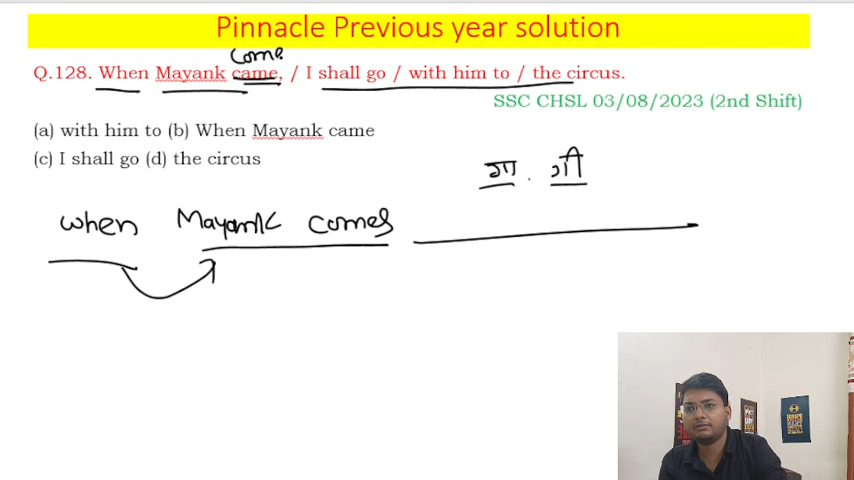 Pinnacle Previous year solution
come
Q.128. When Mayank came, / I shall go / with him to / the circus.
SSC CHSL 03/08/2023 (2nd Shift)
(a) with him to (b) When Mayank came
(c) I shall go (d) the circus
गा . गी
when Mayank comes